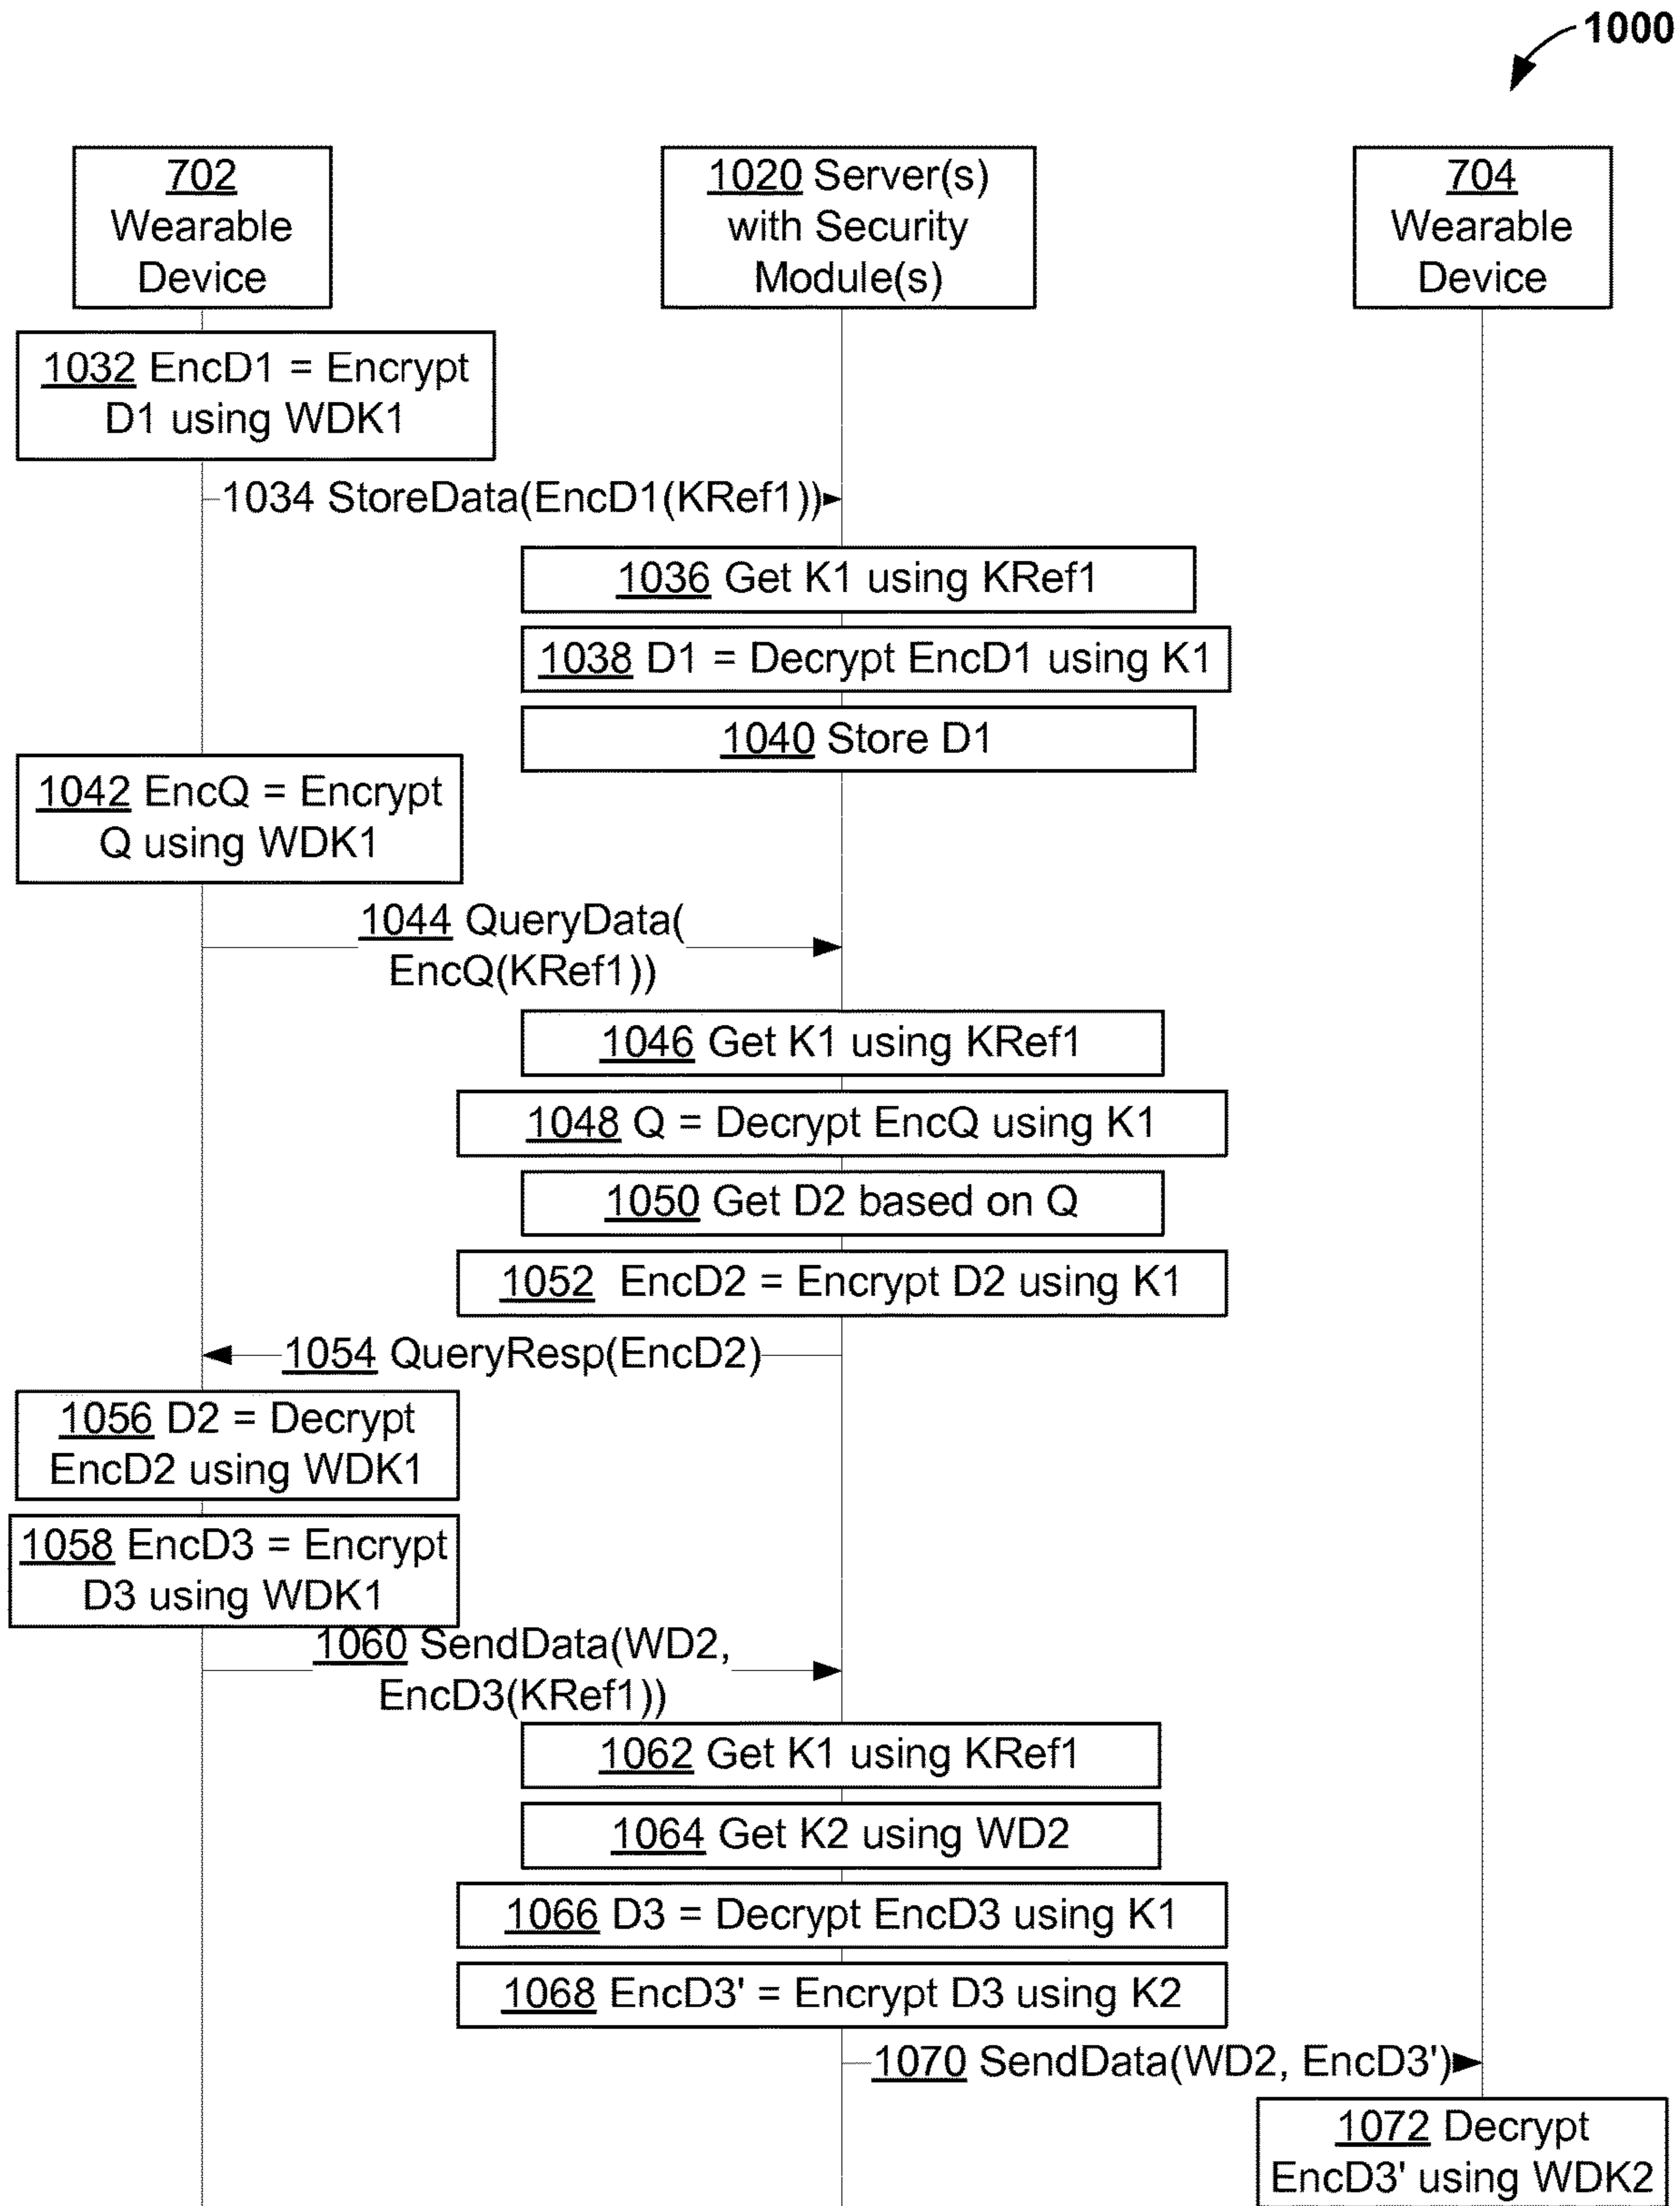 1000
702
Wearable
Device
1020 Server(s)
with Security
Module(s)
704
Wearable
Device
1032 EncD1 = Encrypt
D1 using WDK1
1034 StoreData(EncD1(KRef1))
1036 Get K1 using KRef1
1038 D1 = Decrypt EncD1 using K1
1040 Store D1
1042 EncQ = Encrypt
Q using WDK1
1044 QueryData(
EncQ(KRef1))
1046 Get K1 using KRef1
1048 Q = Decrypt EncQ using K1
1050 Get D2 based on Q
1052 EncD2 = Encrypt D2 using K1
1054 QueryResp(EncD2)
1056 D2 = Decrypt
EncD2 using WDK1
1058 EncD3 = Encrypt
D3 using WDK1
1060 SendData(WD2,
EncD3(KRef1))
1062 Get K1 using KRef1
1064 Get K2 using WD2
1066 D3 = Decrypt EncD3 using K1
1068 EncD3' = Encrypt D3 using K2
1070 SendData(WD2, EncD3')
1072 Decrypt
EncD3' using WDK2